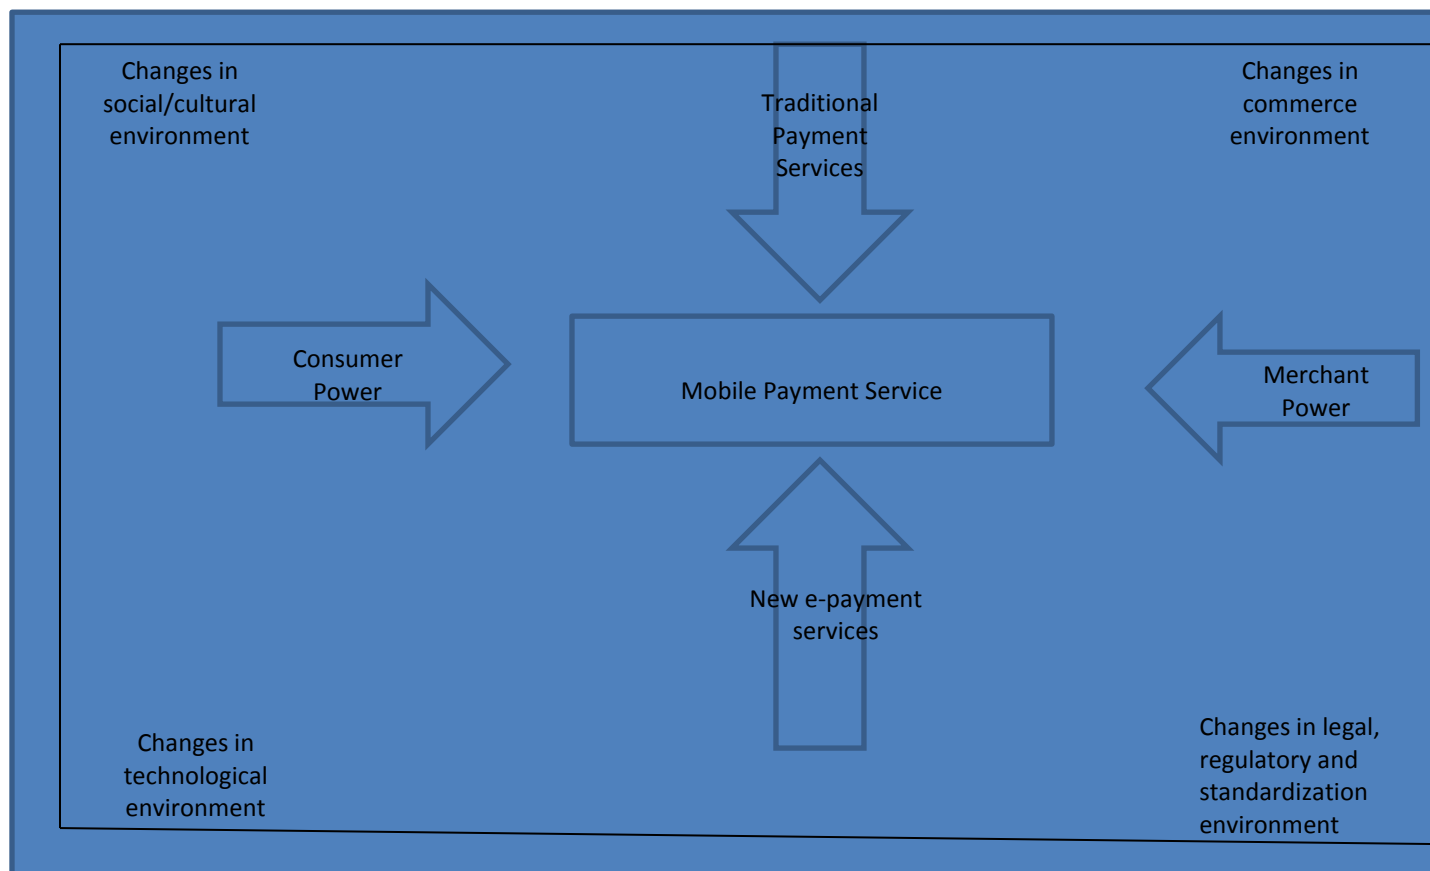 Changes in
social/cultural
environment
Traditional
Payment
Services
Changes in
commerce
environment
Consumer
Power
Mobile Payment Service
Merchant
Power
New e-payment
services
Changes in
technological
environment
Changes in legal,
regulatory and
standardization
environment